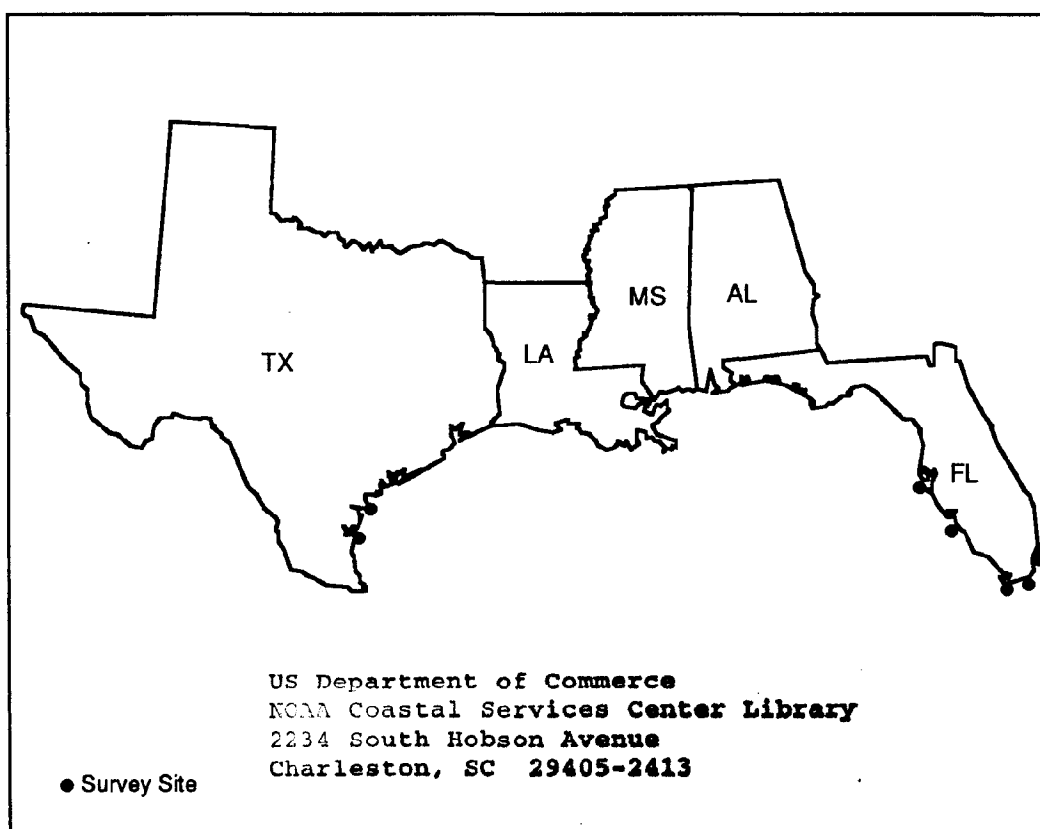 TX
LA
MS
AL
FL
US Department of Commerce
NOAA Coastal Services Center Library
2234 South Hobson Avenue
Charleston, SC 29405-2413
Survey Site